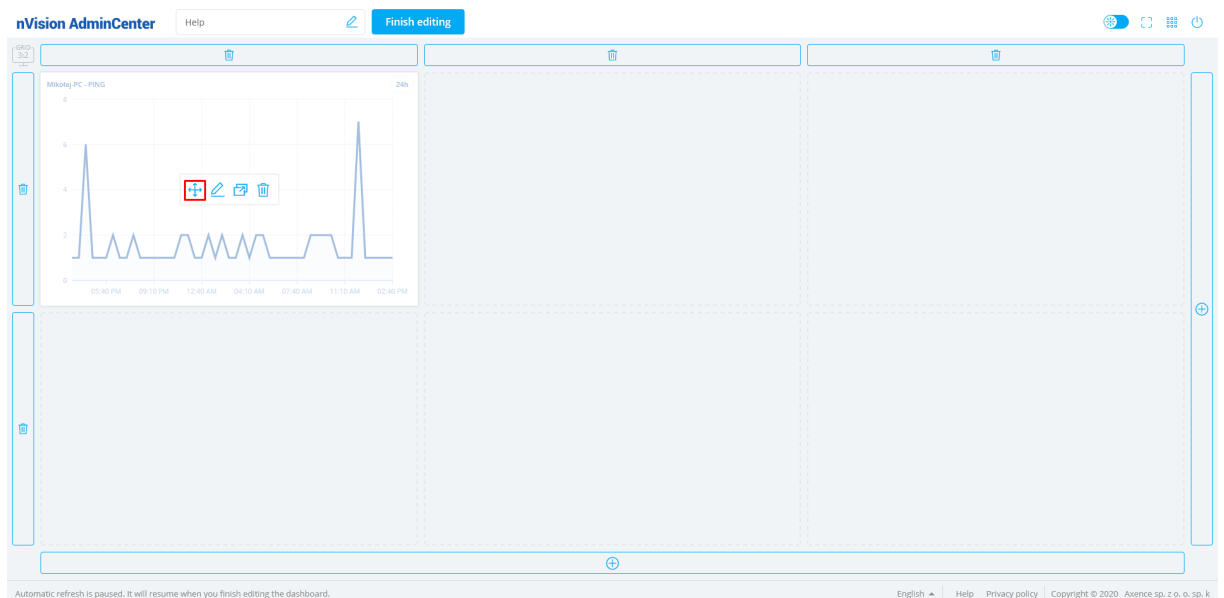 nVision AdminCenter
Help
Finish editing
GRO
3:2
Mikołaj-PC - PING
24h
8
6
4
2
0
05:40 PM 09:10 PM 12:40 AM 04:10 AM 07:40 AM 11:10 AM 02:40 PM
Automatic refresh is paused. It will resume when you finish editing the dashboard.
English Help Privacy policy Copyright © 2020 Axence sp. z o. o. sp. k